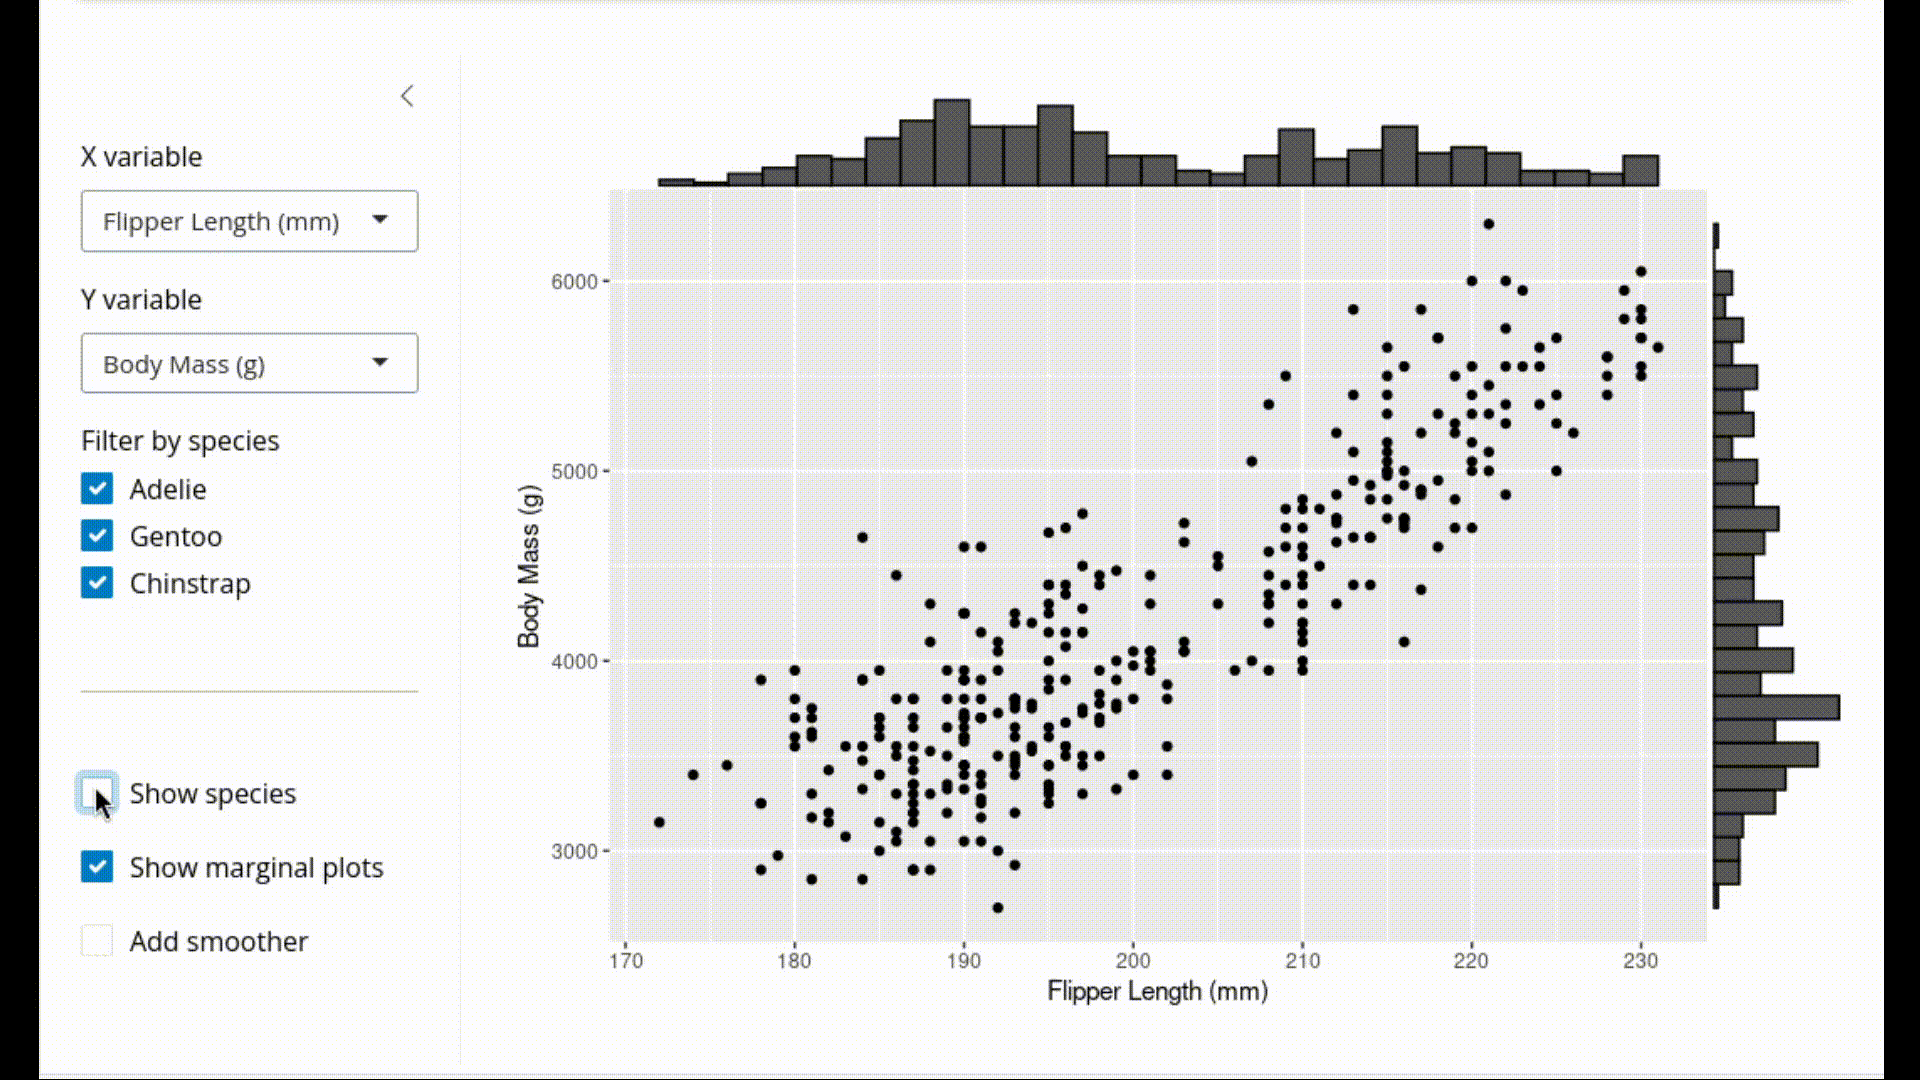 X variable
Flipper Length (mm)
Y variable
Body Mass (g)
Filter by species
Adelie
Gentoo
Chinstrap
Show species
Show marginal plots
Add smoother
Body Mass (g)
6000
5000
4000
3000
170 180 190 200 210 220 230
Flipper Length (mm)